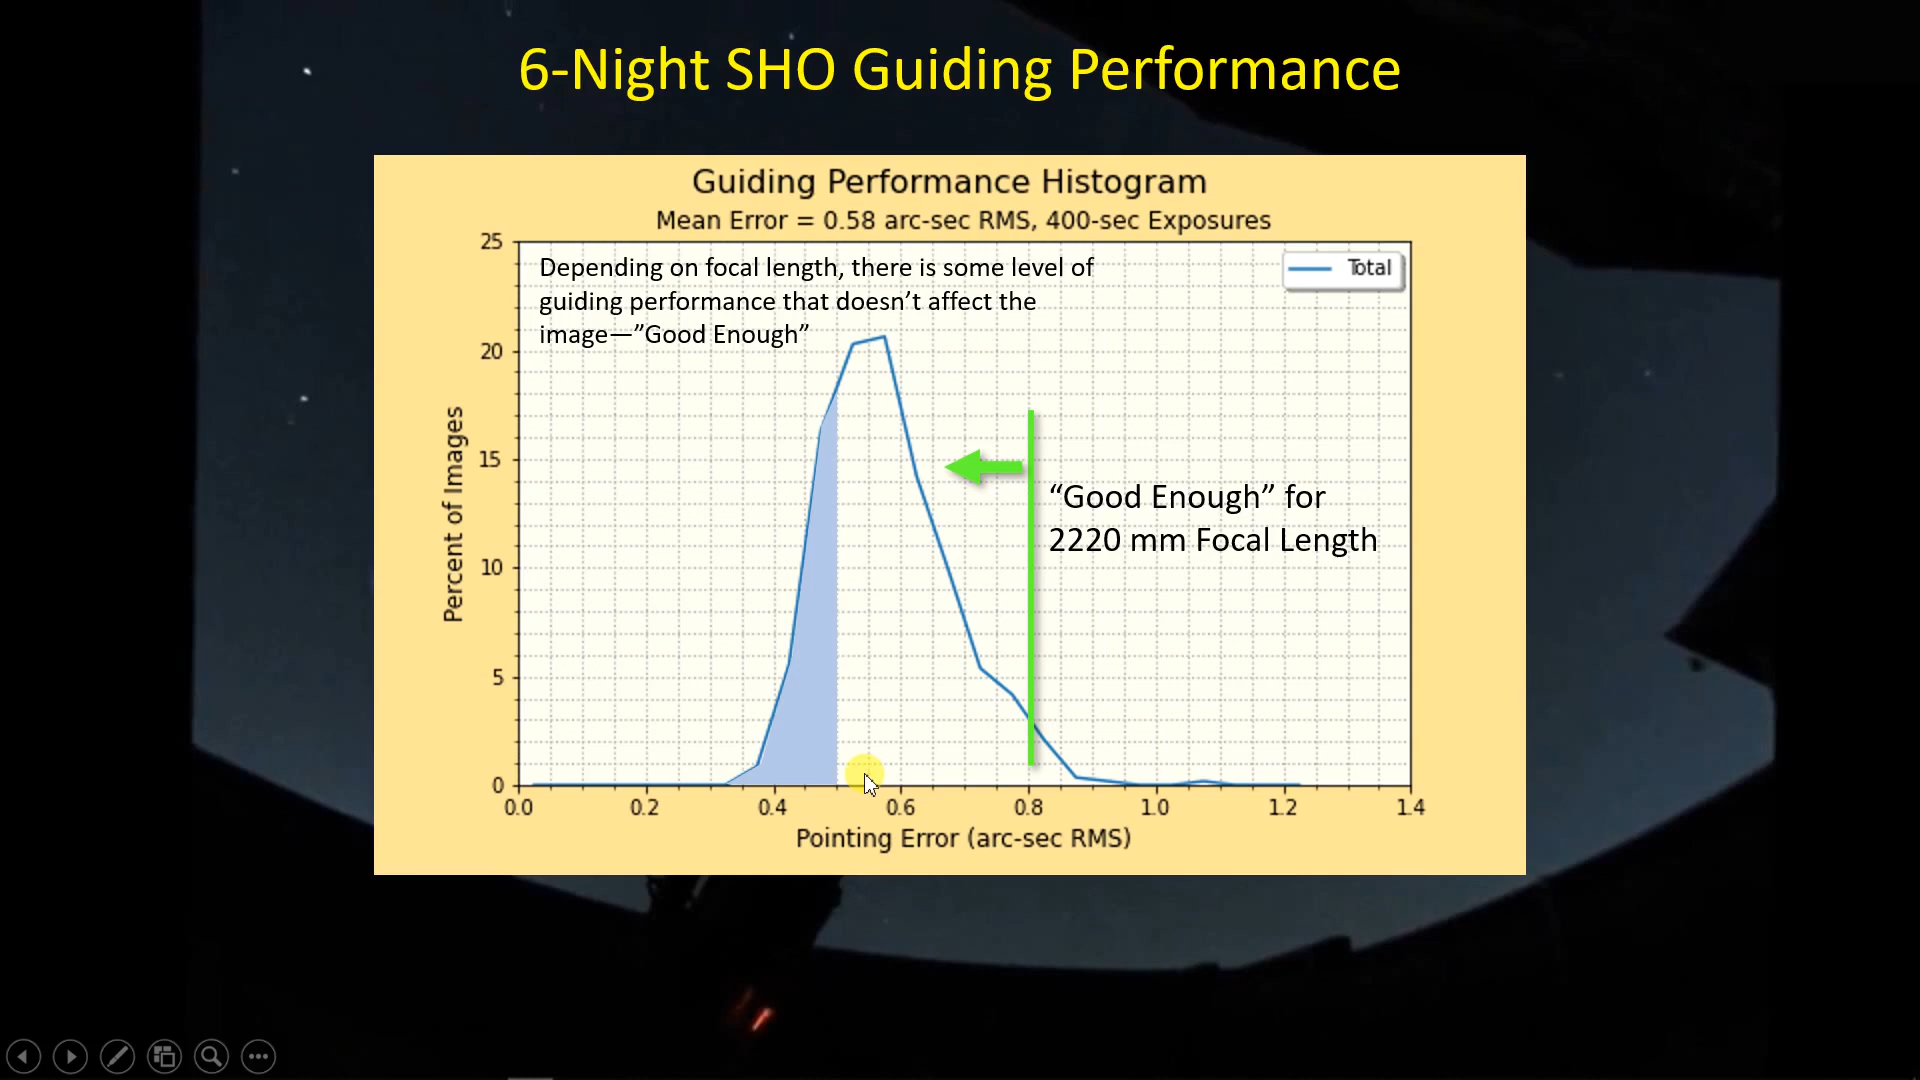 6-Night SHO Guiding Performance
Guiding Performance Histogram
Mean Error = 0.58 arc-sec RMS, 400-sec Exposures
Depending on focal length, there is some level of
guiding performance that doesn’t affect the
image—”Good Enough”
Total
“Good Enough” for
2220 mm Focal Length
Percent of Images
25
20
15
10
5
0
0.0 0.2 0.4 0.6 0.8 1.0 1.2 1.4
Pointing Error (arc-sec RMS)